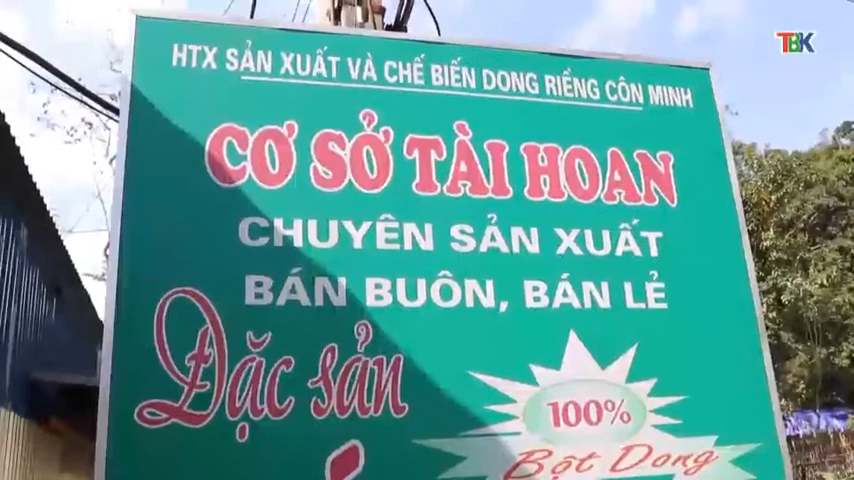 TBK
HTX SẢN XUẤT VÀ CHẾ BIẾN DONG RIỀNG CÔN MINH
CƠ SỞ TÀI HOAN
CHUYÊN SẢN XUẤT
BÁN BUÔN, BÁN LẺ
Đặc sản
100%
Bột Dong